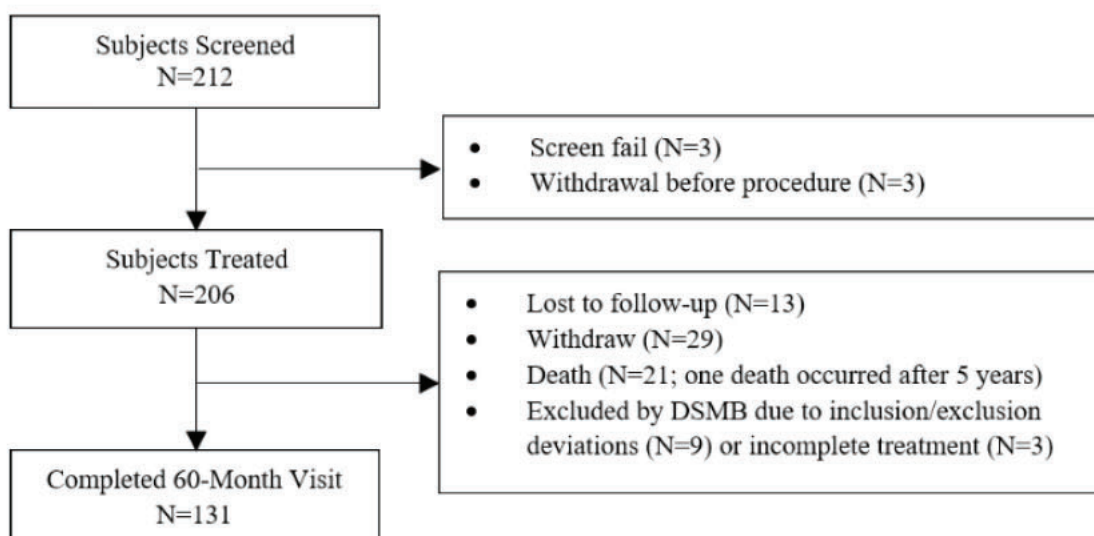 Subjects Screened
N=212
• Screen fail (N=3)
• Withdrawal before procedure (N=3)
Subjects Treated
N=206
• Lost to follow-up (N=13)
• Withdraw (N=29)
• Death (N=21; one death occurred after 5 years)
• Excluded by DSMB due to inclusion/exclusion
deviations (N=9) or incomplete treatment (N=3)
Completed 60-Month Visit
N=131